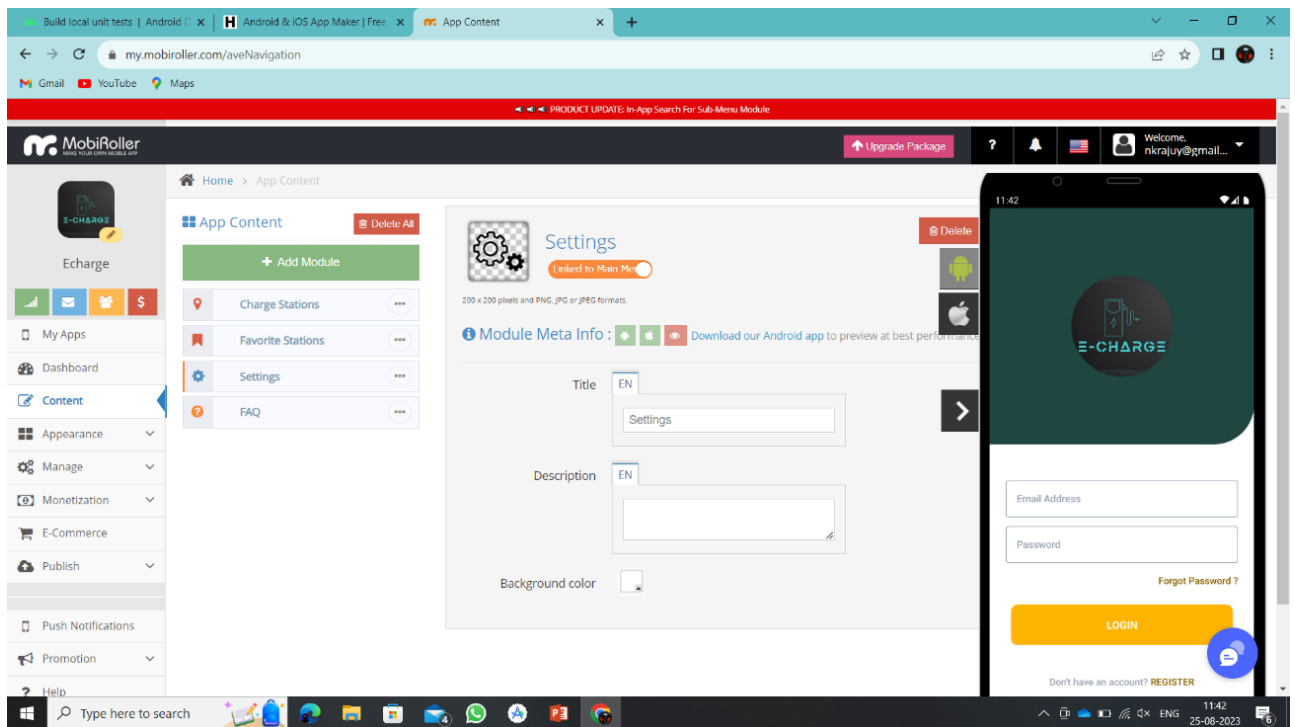 Build local unit tests | Android D
Android & iOS App Maker | Free
App Content
my.mobiroller.com/aveNavigation
Gmail YouTube Maps
PRODUCT UPDATE: In-App Search For Sub-Menu Module
MobiRoller
MAKE YOUR OWN MOBILE APP
Upgrade Package
?
Welcome,
nkrajuy@gmail...
E-CHARGE
Echarge
$
My Apps
Dashboard
Content
Appearance
Manage
Monetization
E-Commerce
Publish
Push Notifications
Promotion
? Help
Home > App Content
App Content
Delete All
+ Add Module
Charge Stations
Favorite Stations
Settings
FAQ
Settings
Linked to Main Me
200 x 200 pixels and PNG, JPG or JPEG formats.
Delete
Module Meta Info :
Download our Android app to preview at best performance
Title
EN
Settings
Description
EN
Background color
11:42
E-CHARGE
Email Address
Password
Forgot Password ?
LOGIN
Don't have an account? REGISTER
Type here to search
4
ENG
11:42
25-08-2023
6